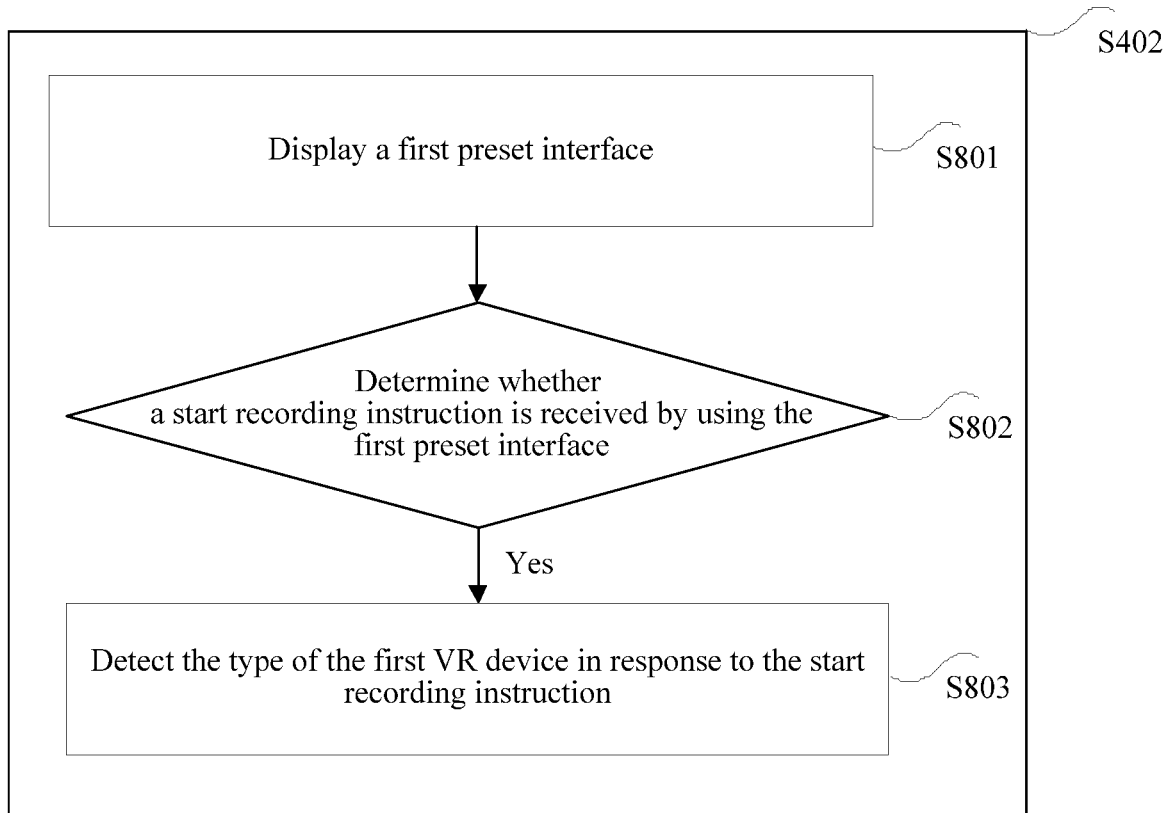 S402
Display a first preset interface
S801
Determine whether
a start recording instruction is received by using the
first preset interface
S802
Yes
Detect the type of the first VR device in response to the start
recording instruction
S803